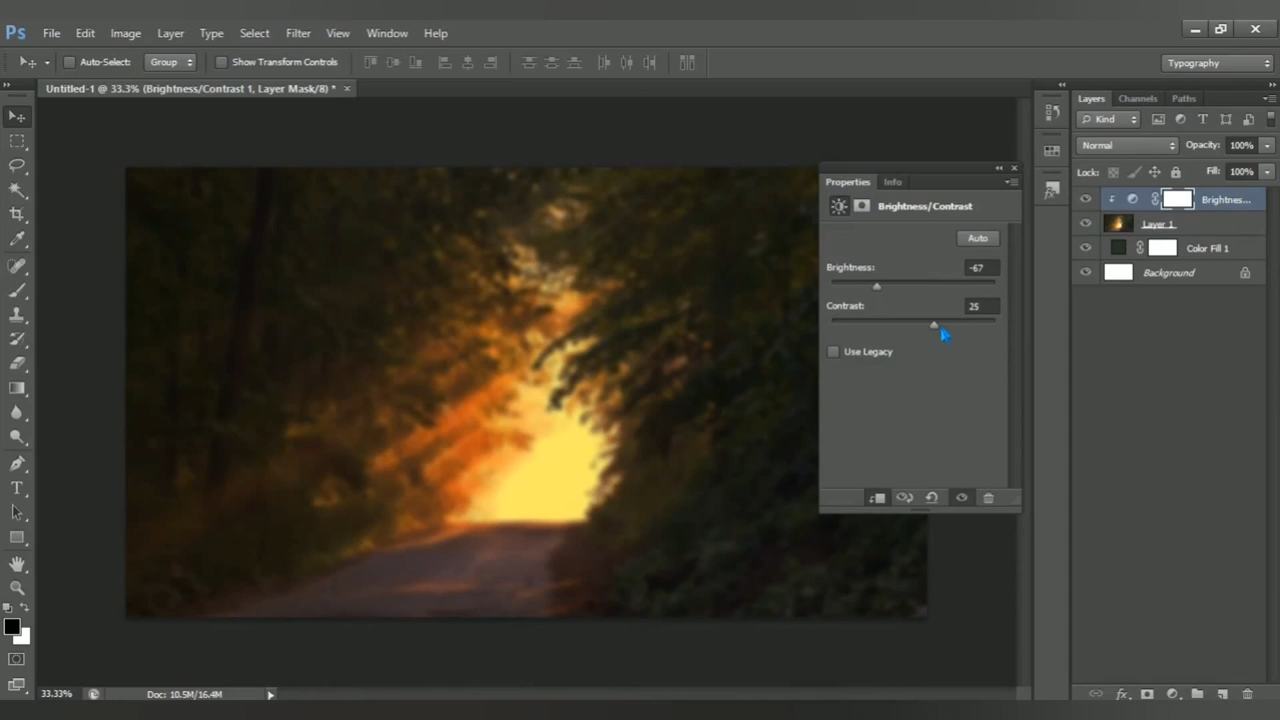 Ps File Edit Image Layer Type Select Filter View Window Help
Auto-Select: Group Show Transform Controls Typography
Untitled-1 @ 33.3% (Brightness/Contrast 1, Layer Mask/8) * ×
Layers Channels Paths
Kind T
Normal Opacity: 100%
Lock: Fill: 100%
Brightnes...
Layer 1
Color Fill 1
Background
Properties Info
Brightness/Contrast
Auto
Brightness: -67
Contrast: 25
Use Legacy
T
33.33% Doc: 10.5M/16.4M
fx